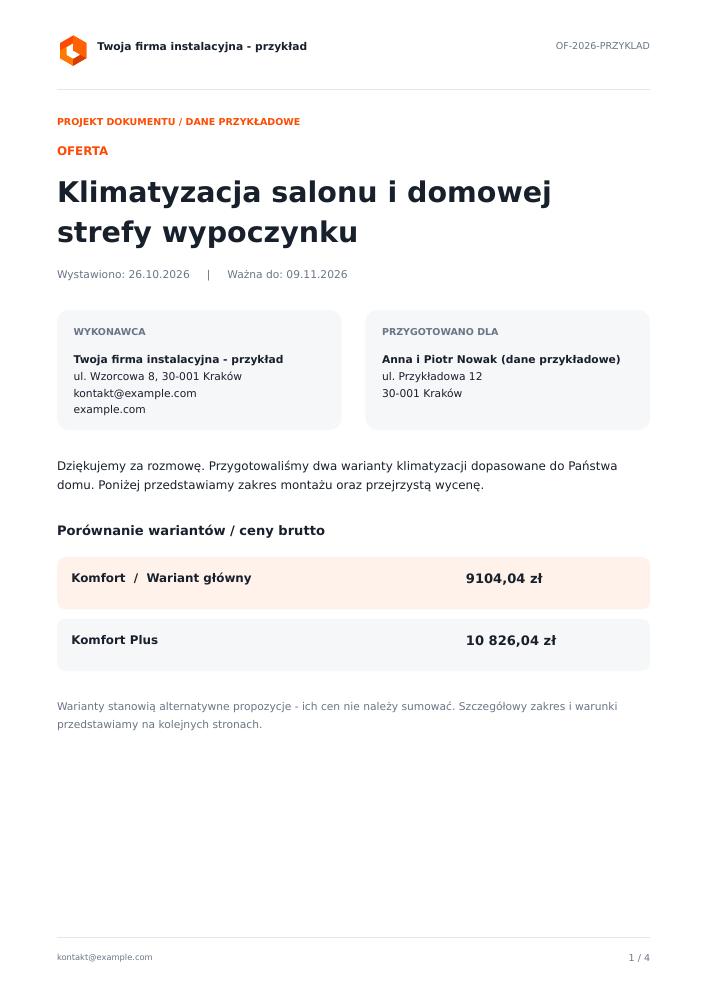 Twoja firma instalacyjna - przykład
OF-2026-PRZYKLAD
PROJEKT DOKUMENTU / DANE PRZYKŁADOWE
OFERTA
Klimatyzacja salonu i domowej
strefy wypoczynku
Wystawiono: 26.10.2026 | Ważna do: 09.11.2026
WYKONAWCA
Twoja firma instalacyjna - przykład
ul. Wzorcowa 8, 30-001 Kraków
kontakt@example.com
example.com
PRZYGOTOWANO DLA
Anna i Piotr Nowak (dane przykładowe)
ul. Przykładowa 12
30-001 Kraków
Dziękujemy za rozmowę. Przygotowaliśmy dwa warianty klimatyzacji dopasowane do Państwa
domu. Poniżej przedstawiamy zakres montażu oraz przejrzystą wycenę.
Porównanie wariantów / ceny brutto
Komfort / Wariant główny 9104,04 zł
Komfort Plus 10 826,04 zł
Warianty stanowią alternatywne propozycje - ich cen nie należy sumować. Szczegółowy zakres i warunki
przedstawiamy na kolejnych stronach.
kontakt@example.com
1 / 4